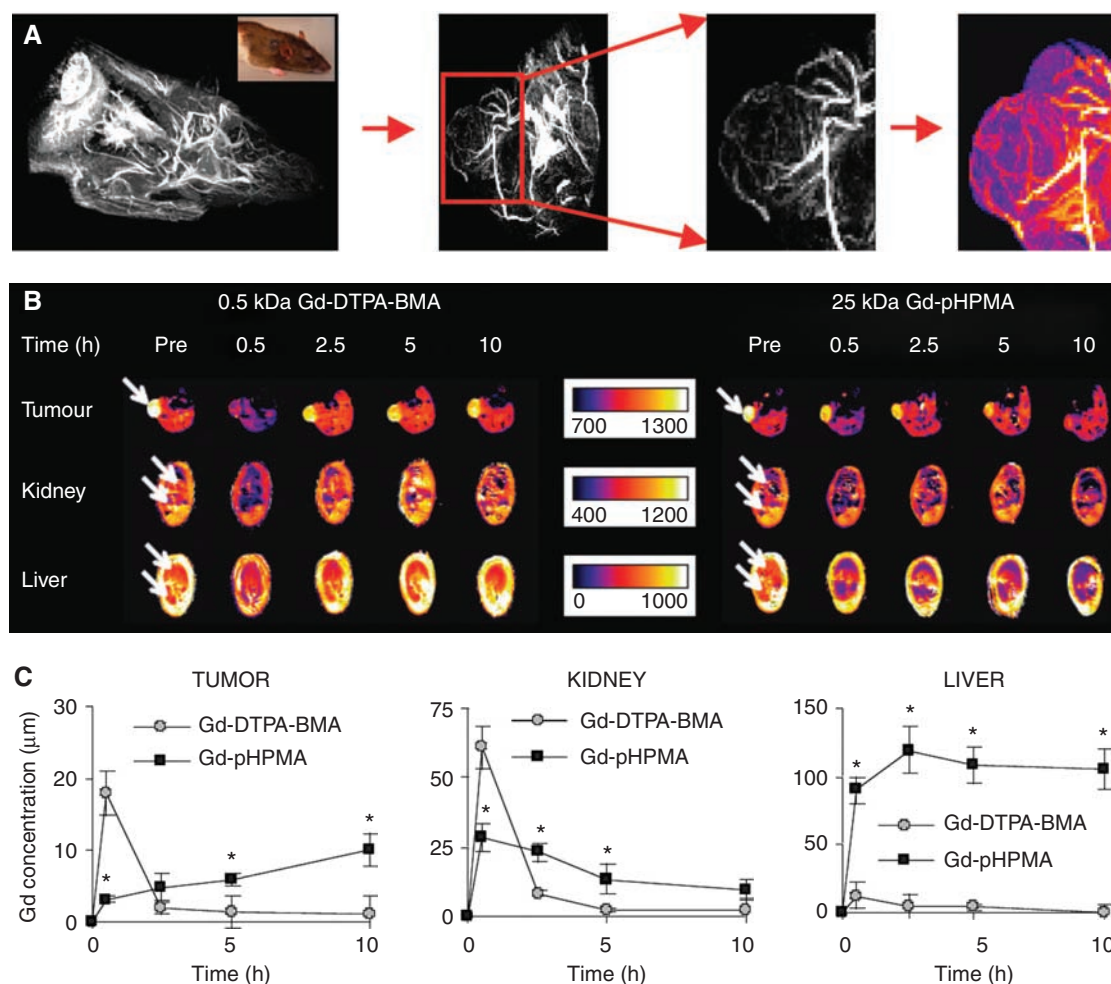 A
B
0.5 kDa Gd-DTPA-BMA
25 kDa Gd-pHPMA
Time (h) Pre 0.5 2.5 5 10
Pre 0.5 2.5 5 10
Tumour
700 1300
Kidney
400 1200
Liver
0 1000
C
TUMOR
Gd concentration (μm)
30
20
10
0
Gd-DTPA-BMA
Gd-pHPMA
*
*
*
0 5 10
Time (h)
KIDNEY
75
50
25
0
Gd-DTPA-BMA
Gd-pHPMA
*
*
*
0 5 10
Time (h)
LIVER
150
100
50
0
*
*
*
*
Gd-DTPA-BMA
Gd-pHPMA
0 5 10
Time (h)